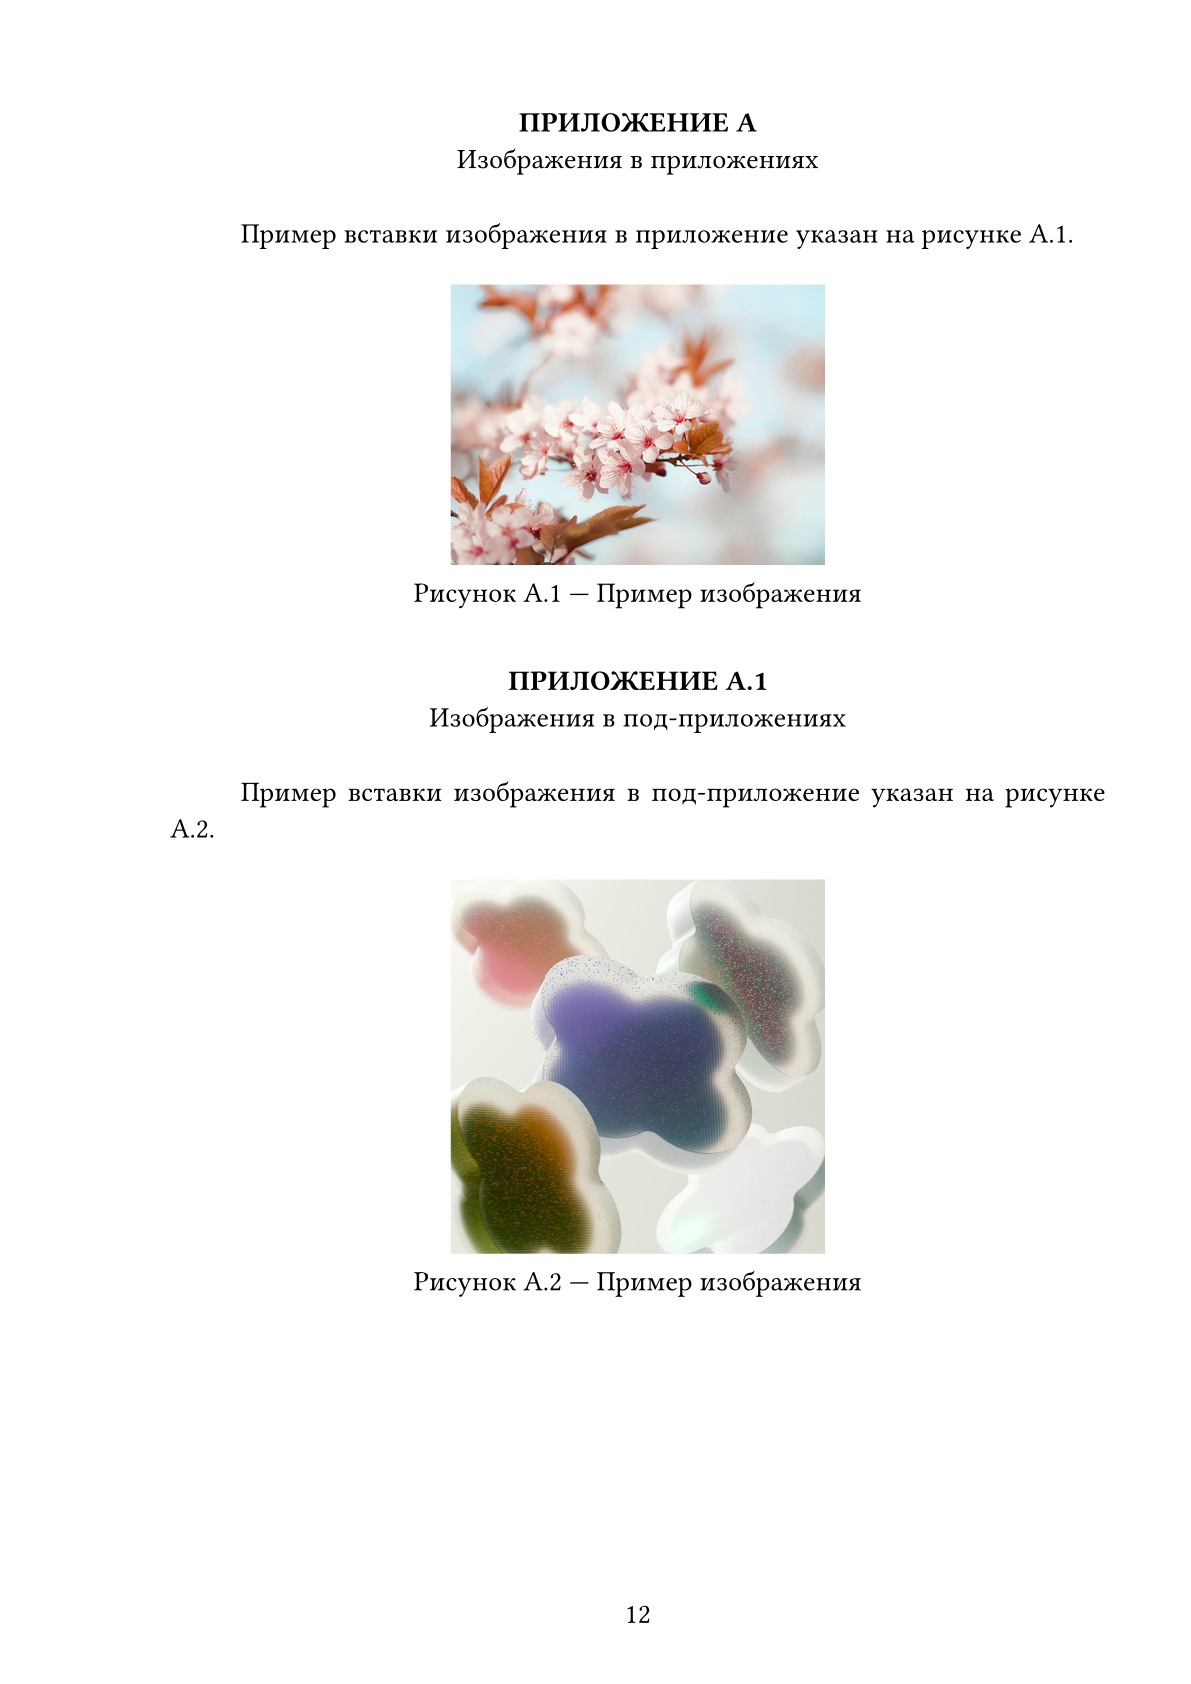 ПРИЛОЖЕНИЕ А
Изображения в приложениях
Пример вставки изображения в приложение указан на рисунке А.1.
Рисунок А.1 — Пример изображения
ПРИЛОЖЕНИЕ А.1
Изображения в под-приложениях
Пример вставки изображения в под-приложение указан на рисунке
А.2.
Рисунок А.2 — Пример изображения
12